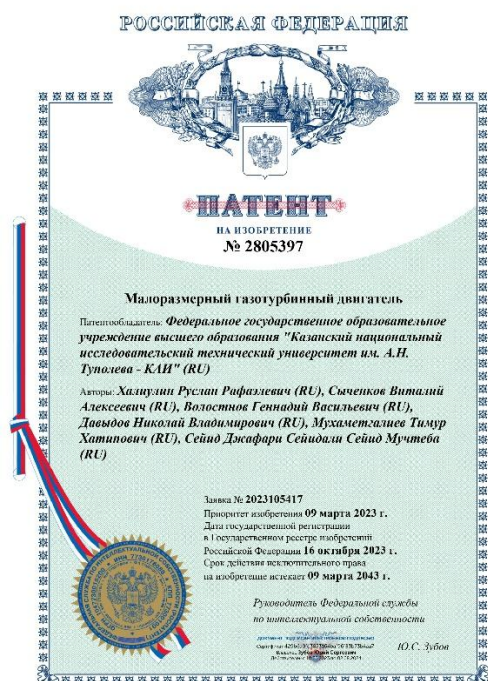 РОССИЙСКАЯ ФЕДЕРАЦИЯ
ПАТЕНТ
НА ИЗОБРЕТЕНИЕ
№ 2805397
Малоразмерный газотурбинный двигатель
Патентообладатель: Федеральное государственное образовательное
учреждение высшего образования "Казанский национальный
исследовательский технический университет им. А.Н.
Туполева - КАИ" (RU)
Авторы: Халиулин Руслан Рафаэлевич (RU), Сыченков Виталий
Алексеевич (RU), Волостнов Геннадий Васильевич (RU),
Давыдов Николай Владимирович (RU), Мухаметгалиев Тимур
Хатипович (RU), Сейид Джафари Сейидали Сейид Мучтеба
(RU)
Заявка № 2023105417
Приоритет изобретения 09 марта 2023 г.
Дата государственной регистрации
в Государственном реестре изобретений
Российской Федерации 16 октября 2023 г.
Срок действия исключительного права
на изобретение истекает 09 марта 2043 г.
Руководитель Федеральной службы
по интеллектуальной собственности
Ю.С. Зубов